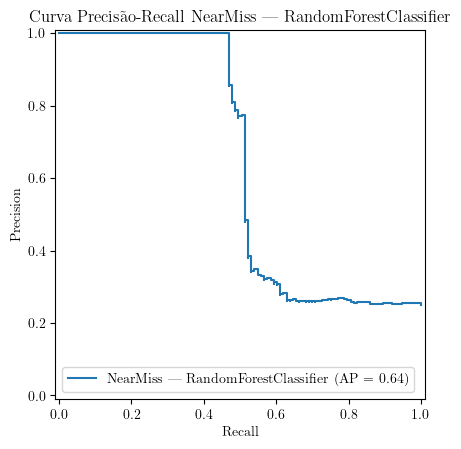 Curva Precisão-Recall NearMiss — RandomForestClassifier
1.0
0.8
0.6
0.4
0.2
0.0
Precision
NearMiss — RandomForestClassifier (AP = 0.64)
0.0 0.2 0.4 0.6 0.8 1.0
Recall